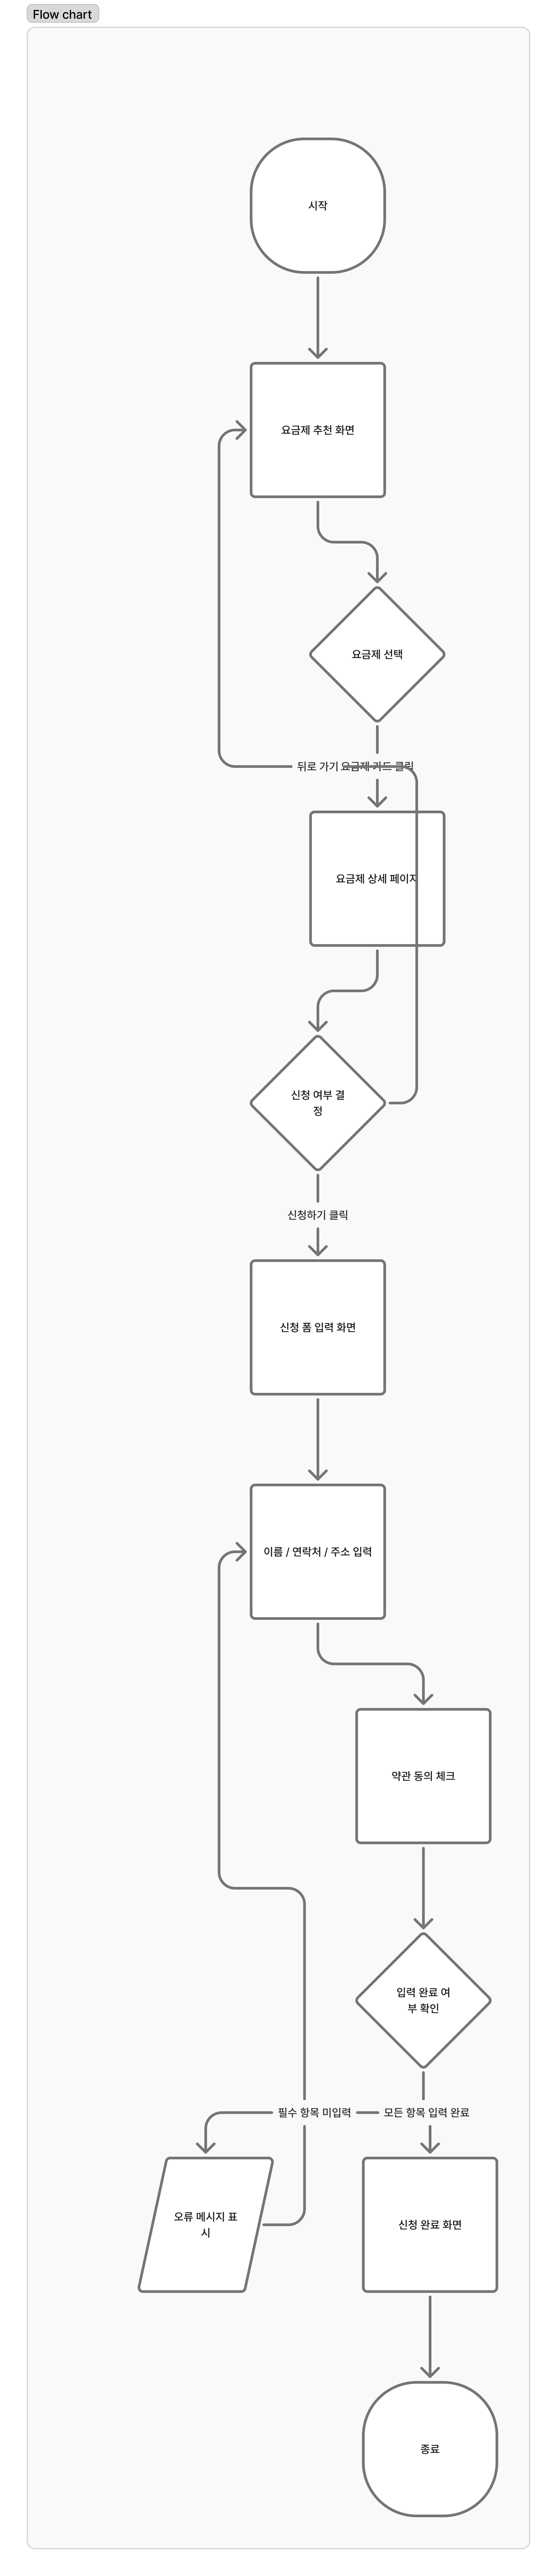 Flow chart
시작
요금제 추천 화면
요금제 선택
뒤로 가기
요금제 카드 클릭
요금제 상세 페이지
신청 여부 결
정
신청하기 클릭
신청 폼 입력 화면
이름 / 연락처 / 주소 입력
약관 동의 체크
입력 완료 여
부 확인
필수 항목 미입력
모든 항목 입력 완료
오류 메시지 표
시
신청 완료 화면
종료